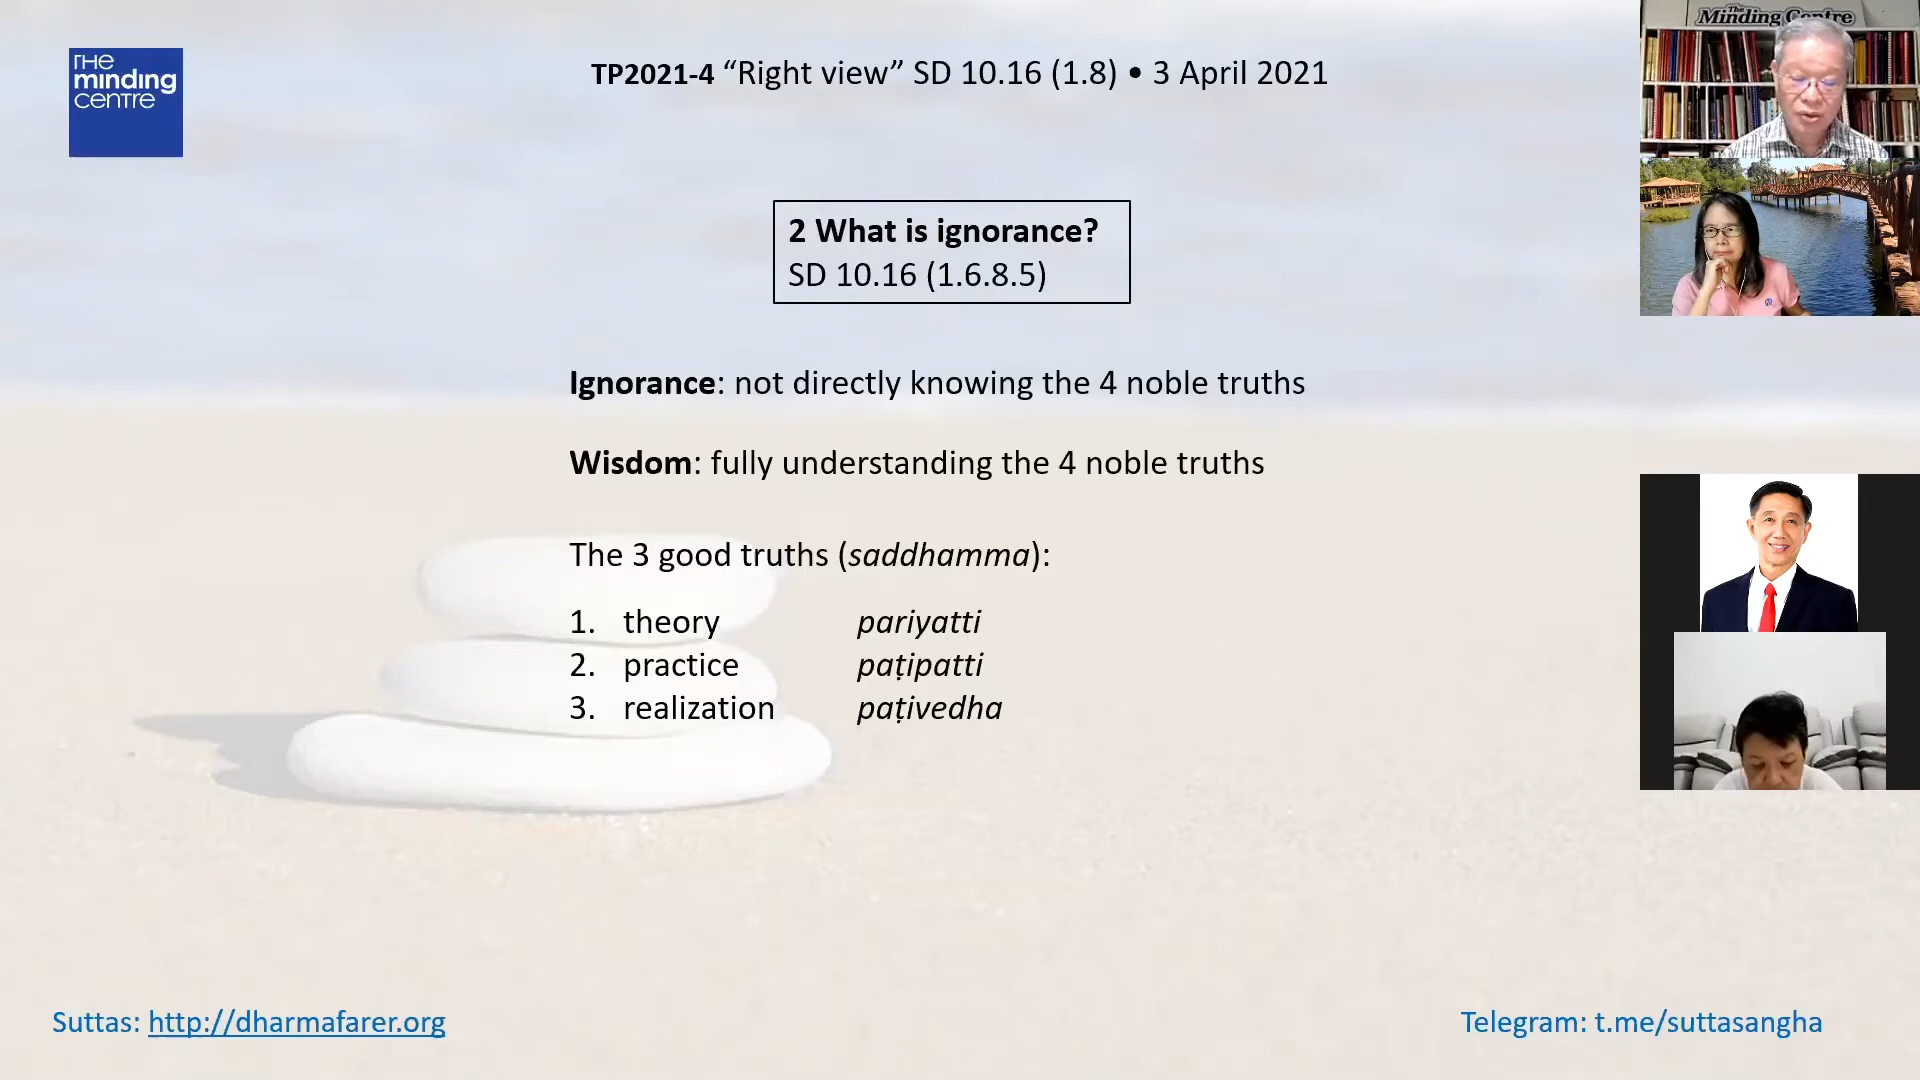 THE
minding
centre
TP2021-4 “Right view” SD 10.16 (1.8) • 3 April 2021
The Minding Centre
2 What is ignorance?
SD 10.16 (1.6.8.5)
Ignorance: not directly knowing the 4 noble truths
Wisdom: fully understanding the 4 noble truths
The 3 good truths (saddhamma):
1. theory pariyatti
2. practice paṭipatti
3. realization paṭivedha
Suttas: http://dharmafarer.org
Telegram: t.me/suttasangha